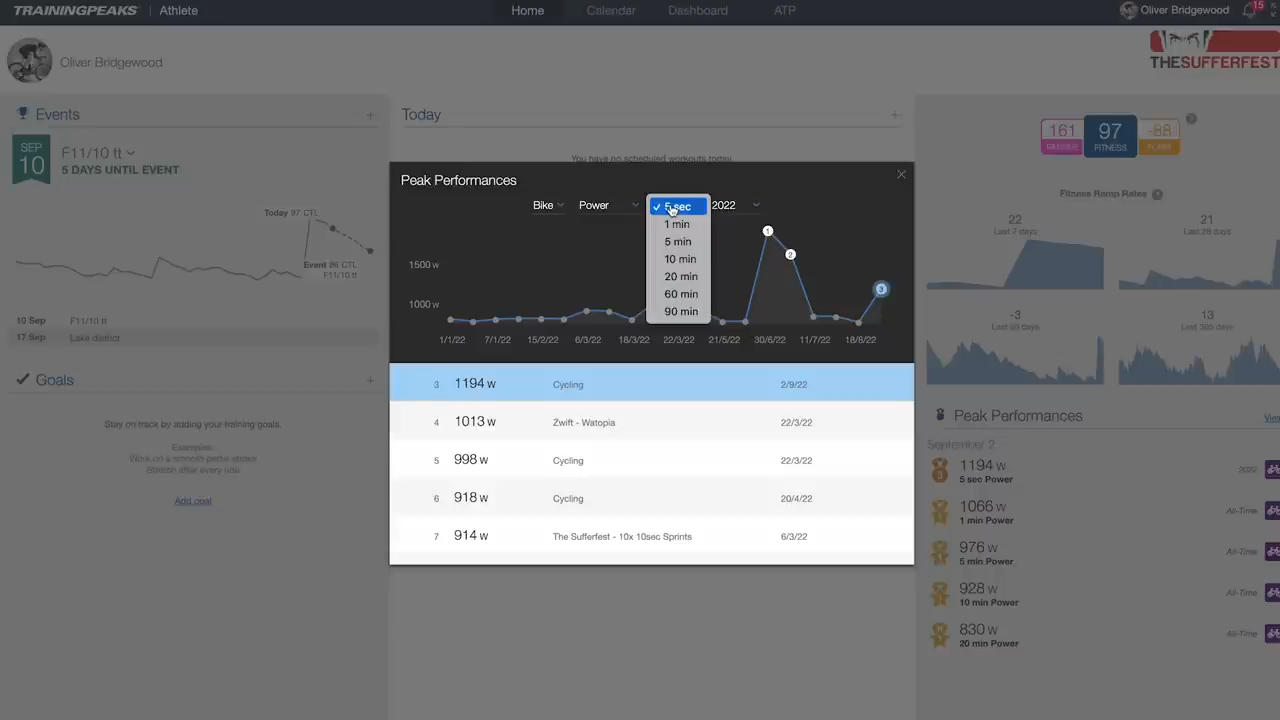 TRAININGPEAKS Athlete
Home
Calendar
Dashboard
ATP
Oliver Bridgewood
15
Oliver Bridgewood
THESUFFERFEST
Events
SEP
10
F11/10 tt
5 DAYS UNTIL EVENT
Today 97 CTL
Event 86 CTL
F11/10 tt
10 Sep F11/10 tt
17 Sep Lake district
Goals
Stay on track by adding your training goals.
Examples:
Stretch after every ride
Add goal
Today
You have no scheduled workouts today.
Peak Performances
Bike
Power
5 sec
1 min
5 min
10 min
20 min
60 min
90 min
2022
1500 w
1000 w
1
2
3
1/1/22 7/1/22 15/2/22 6/3/22 18/3/22 22/3/22 21/5/22 30/6/22 11/7/22 18/8/22
3 1194 W Cycling 2/9/22
4 1013 W Zwift - Watopia 22/3/22
5 998 W Cycling 22/3/22
6 918 W Cycling 20/4/22
7 914 W The Sufferfest - 10x 10sec Sprints 6/3/22
161
FATIGUE
97
FITNESS
-88
FORM
Fitness Ramp Rates
22
Last 7 days
21
Last 28 days
-3
Last 90 days
13
Last 365 days
Peak Performances
View
September 2
1194 W 2022
5 sec Power
1066 W All-Time
1 min Power
976 W All-Time
5 min Power
928 W All-Time
10 min Power
830 W All-Time
20 min Power